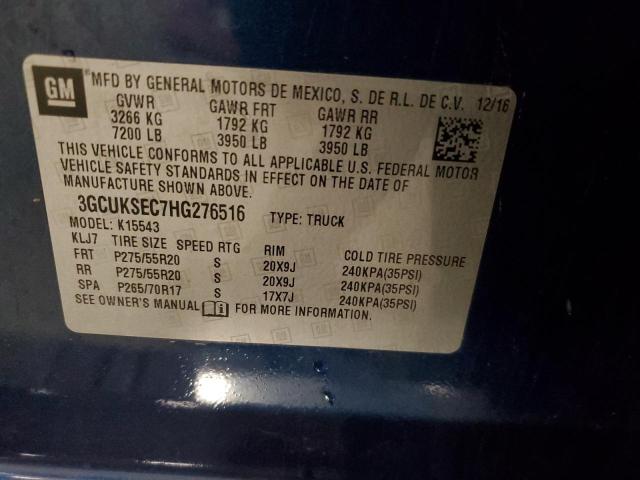 GM
® MFD BY GENERAL MOTORS DE MEXICO, S. DE R.L. DE C.V. 12/16
GVWR GAWR FRT GAWR RR
3266 KG 1792 KG 1792 KG
7200 LB 3950 LB 3950 LB
THIS VEHICLE CONFORMS TO ALL APPLICABLE U.S. FEDERAL MOTOR
VEHICLE SAFETY STANDARDS IN EFFECT ON THE DATE OF
MANUFACTURE SHOWN ABOVE.
3GCUKSEC7HG276516 TYPE: TRUCK
MODEL: K15543
KLJ7 TIRE SIZE SPEED RTG RIM COLD TIRE PRESSURE
FRT P275/55R20 S 20X9J 240KPA(35PSI)
RR P275/55R20 S 20X9J 240KPA(35PSI)
SPA P265/70R17 S 17X7J 240KPA(35PSI)
SEE OWNER'S MANUAL FOR MORE INFORMATION.